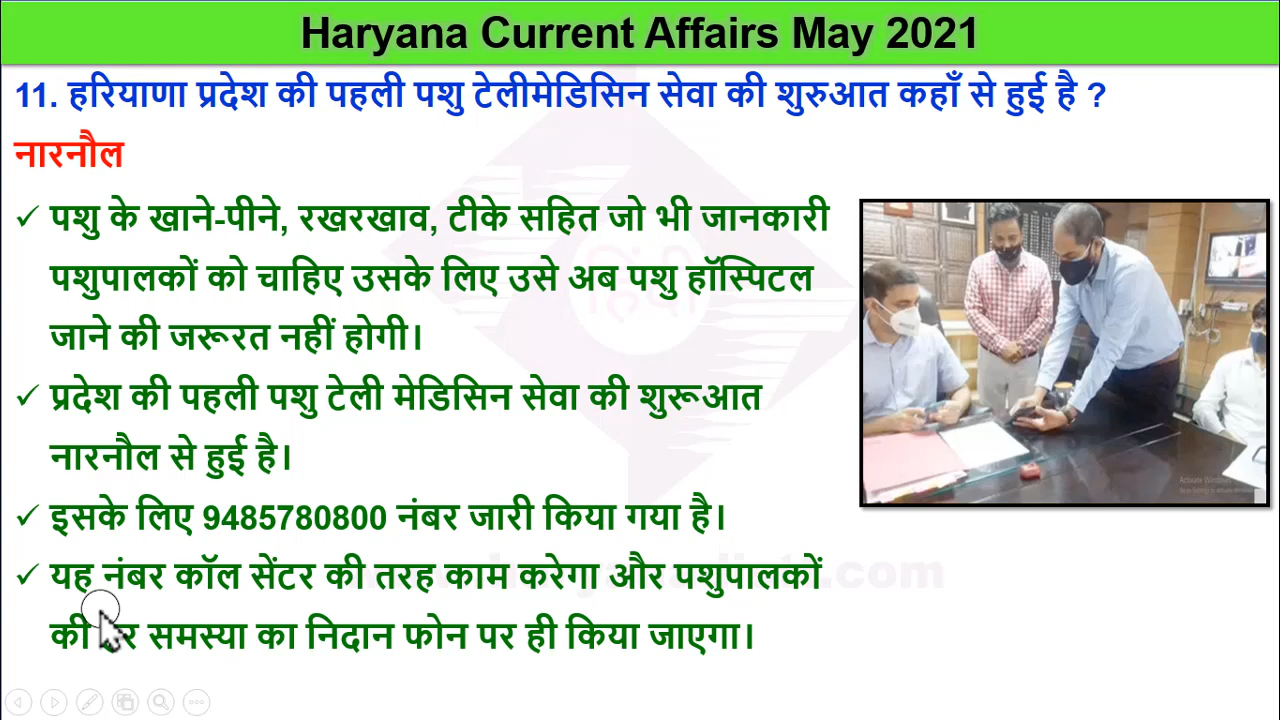 Haryana Current Affairs May 2021
11. हरियाणा प्रदेश की पहली पशु टेलीमेडिसिन सेवा की शुरुआत कहाँ से हुई है ?
नारनौल
✓ पशु के खाने-पीने, रखरखाव, टीके सहित जो भी जानकारी
पशुपालकों को चाहिए उसके लिए उसे अब पशु हॉस्पिटल
जाने की जरूरत नहीं होगी।
✓ प्रदेश की पहली पशु टेली मेडिसिन सेवा की शुरूआत
नारनौल से हुई है।
✓ इसके लिए 9485780800 नंबर जारी किया गया है।
✓ यह नंबर कॉल सेंटर की तरह काम करेगा और पशुपालकों
की समस्या का निदान फोन पर ही किया जाएगा।
हिंदी
Activate Windows